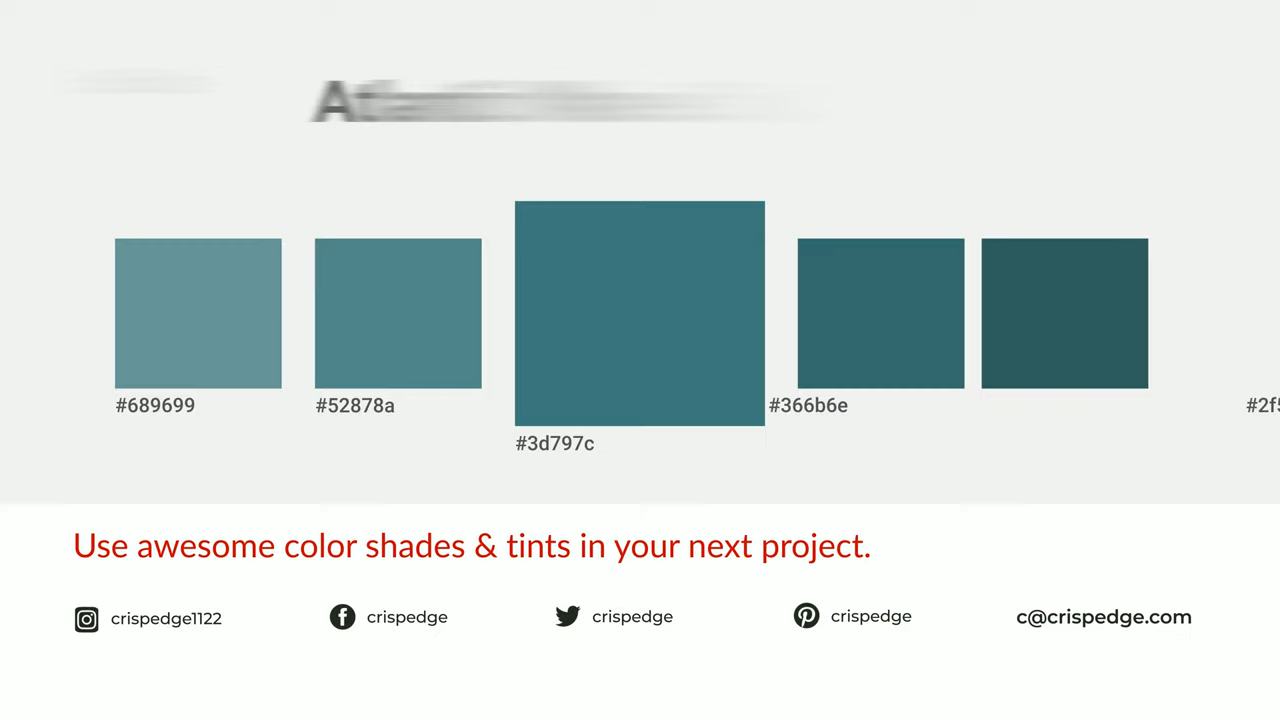 #689699
#52878a
#366b6e
#3d797c
Use awesome color shades & tints in your next project.
crispedge1122
crispedge
crispedge
crispedge
c@crispedge.com